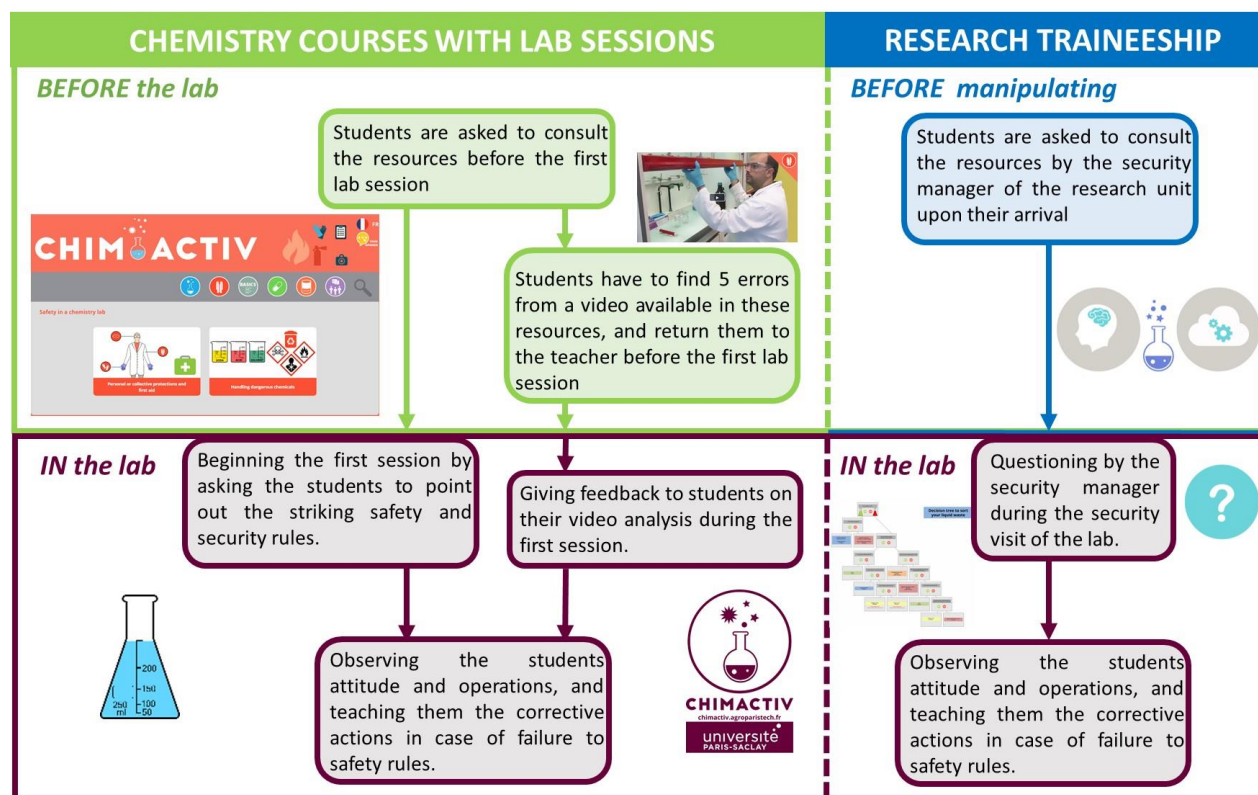 CHEMISTRY COURSES WITH LAB SESSIONS
BEFORE the lab
Students are asked to consult
the resources before the first
lab session
CHIMACTIV
FR
BASICS
Safety in a chemistry lab
Personal or collective protections and
first aid
Handling dangerous chemicals
Students have to find 5 errors
from a video available in these
resources, and return them to
the teacher before the first lab
session
IN the lab
Beginning the first session by
asking the students to point
out the striking safety and
security rules.
Giving feedback to students on
their video analysis during the
first session.
200
150
100
50
250
ml
Observing the students
attitude and operations, and
teaching them the corrective
actions in case of failure to
safety rules.
CHIMACTIV
chimactiv.agroparistech.fr
université
PARIS-SACLAY
RESEARCH TRAINEESHIP
BEFORE manipulating
Students are asked to consult
the resources by the security
manager of the research unit
upon their arrival
IN the lab
Questioning by the
security manager
during the security
visit of the lab.
?
Decision tree to sort
your liquid waste
Observing the students
attitude and operations, and
teaching them the corrective
actions in case of failure to
safety rules.